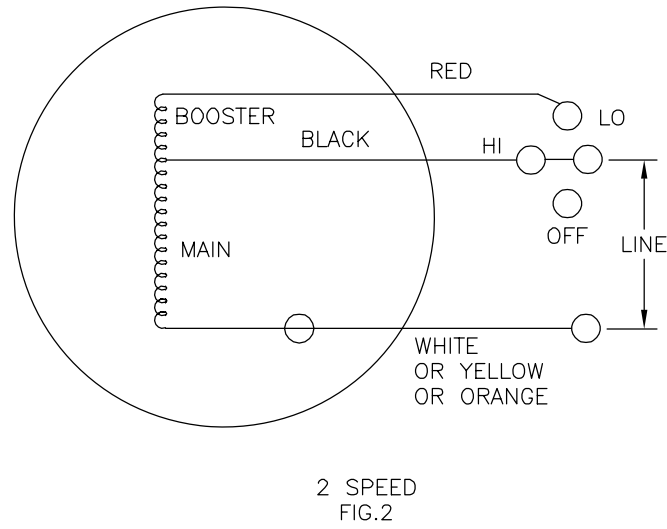 RED
BOOSTER
LO
BLACK
HI
OFF
LINE
MAIN
WHITE
OR YELLOW
OR ORANGE
2 SPEED
FIG.2